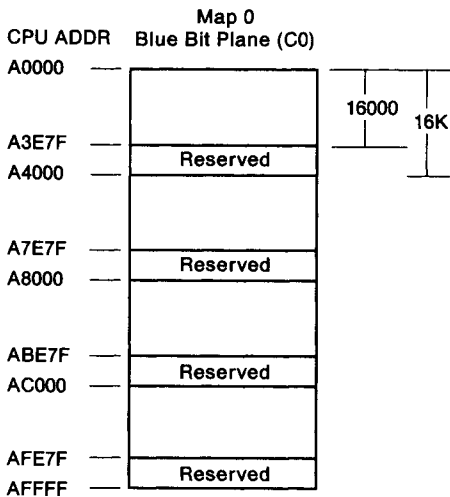 Map 0
CPU ADDR Blue Bit Plane (C0)
A0000
16000
16K
A3E7F
Reserved
A4000
A7E7F
Reserved
A8000
ABE7F
Reserved
AC000
AFE7F
Reserved
AFFFF